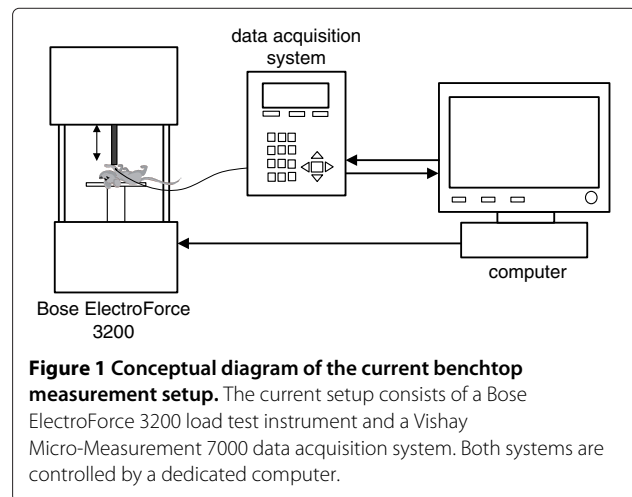 data acquisition
system
computer
Bose ElectroForce
3200
Figure 1 Conceptual diagram of the current benchtop
measurement setup. The current setup consists of a Bose
ElectroForce 3200 load test instrument and a Vishay
Micro-Measurement 7000 data acquisition system. Both systems are
controlled by a dedicated computer.